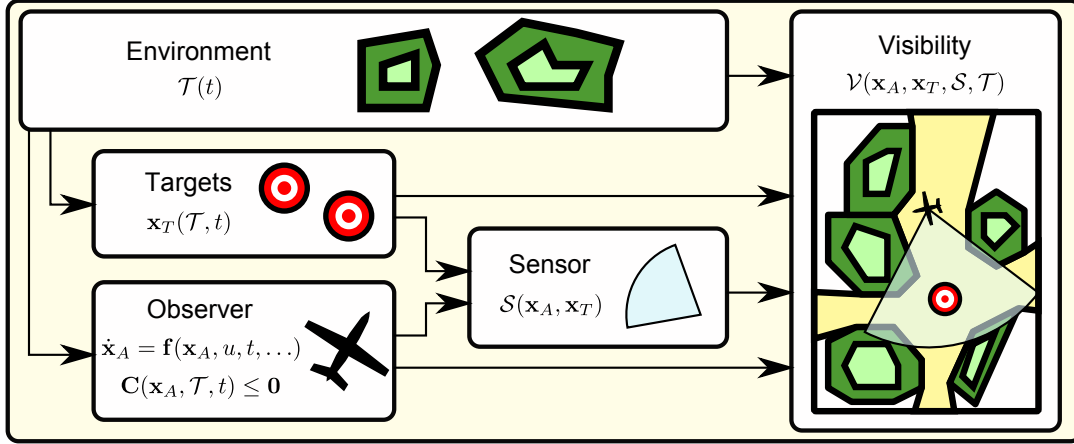 Environment
𝒯(t)
Targets
x_T(𝒯, t)
Observer
ẋ_A = f(x_A, u, t, …)
C(x_A, 𝒯, t) ≤ 0
Sensor
𝒮(x_A, x_T)
Visibility
𝒱(x_A, x_T, 𝒮, 𝒯)